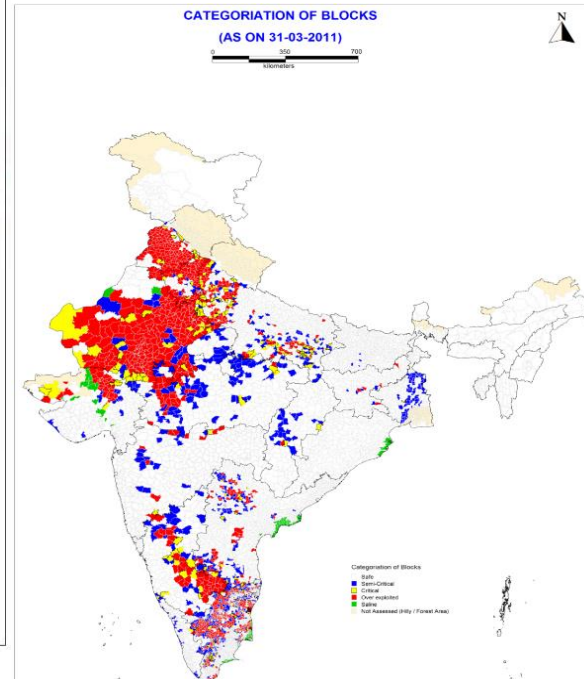 CATEGORIATION OF BLOCKS
(AS ON 31-03-2011)
N
0 350 700
kilometers
Categoriation of Blocks
Safe
Semi-Critical
Critical
Over exploited
Saline
Not Assessed (Hilly / Forest Area)